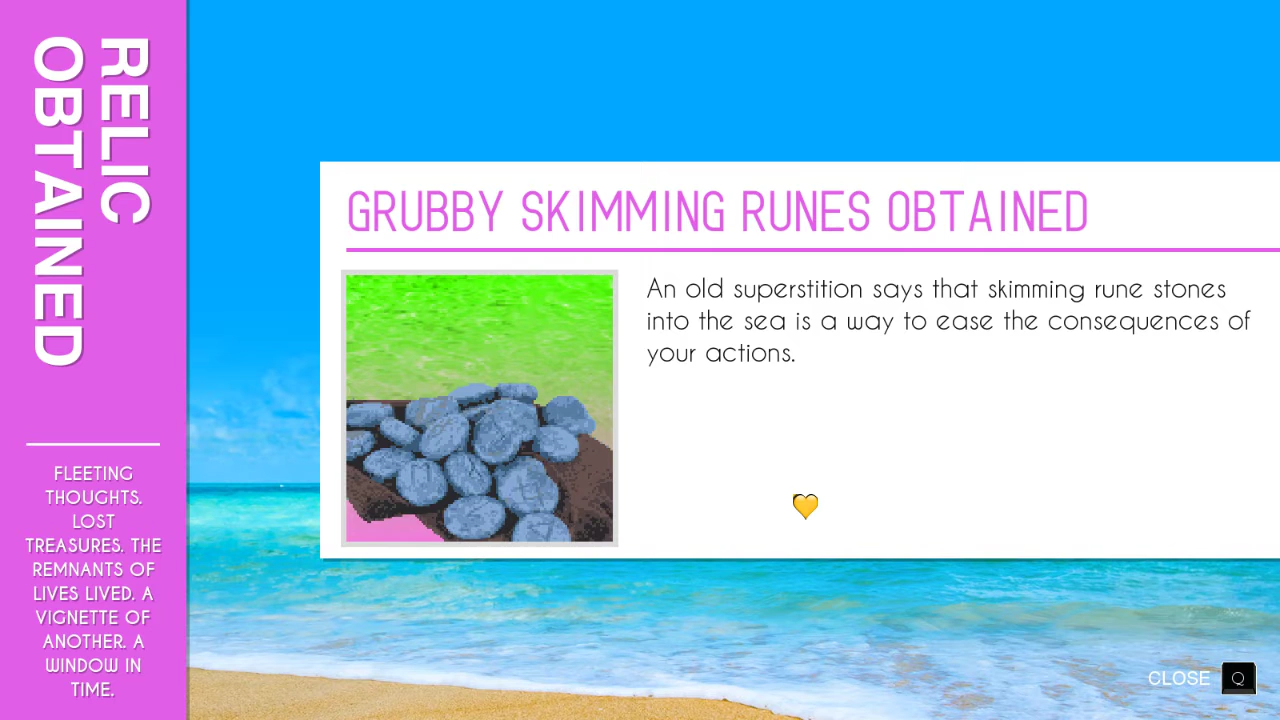 RELIC
OBTAINED
FLEETING
THOUGHTS.
LOST
TREASURES. THE
REMNANTS OF
LIVES LIVED. A
VIGNETTE OF
ANOTHER. A
WINDOW IN
TIME.
GRUBBY SKIMMING RUNES OBTAINED
An old superstition says that skimming rune stones
into the sea is a way to ease the consequences of
your actions.
CLOSE Q